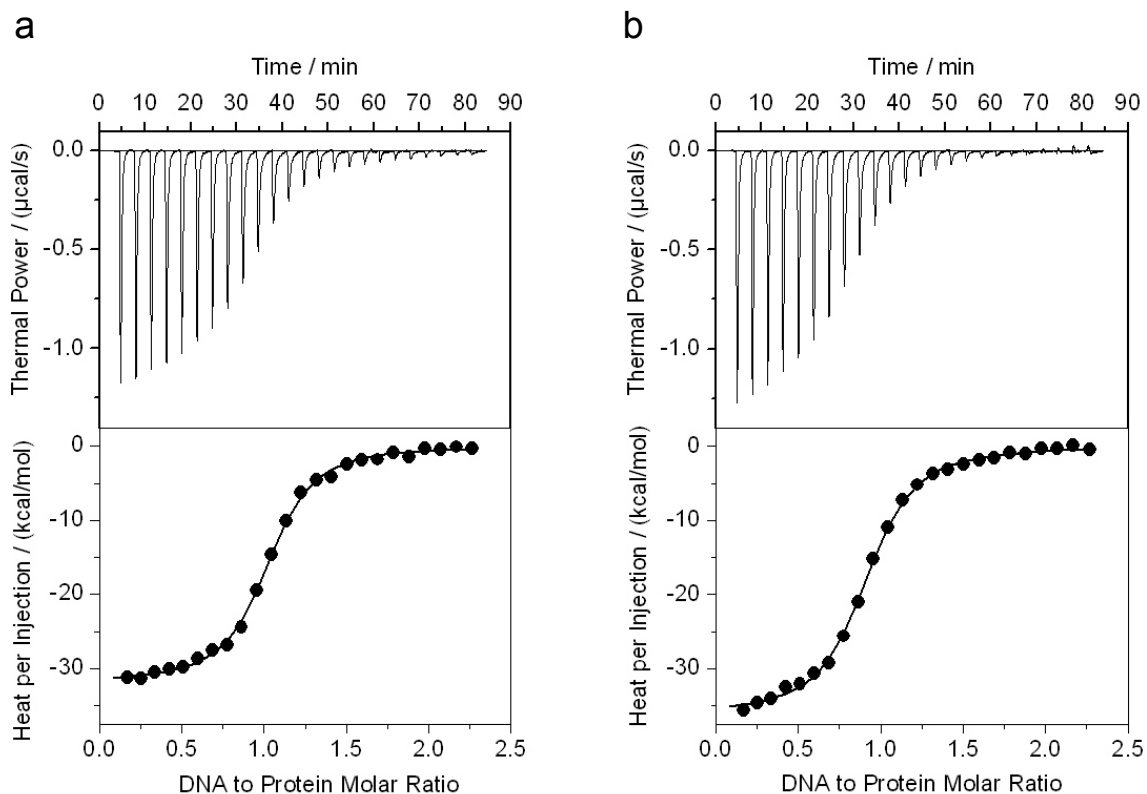 a
Time / min
0 10 20 30 40 50 60 70 80 90
Thermal Power / (µcal/s)
0.0
-0.5
-1.0
Heat per Injection / (kcal/mol)
0
-10
-20
-30
0.0 0.5 1.0 1.5 2.0 2.5
DNA to Protein Molar Ratio
b
Time / min
0 10 20 30 40 50 60 70 80 90
Thermal Power / (µcal/s)
0.0
-0.5
-1.0
Heat per Injection / (kcal/mol)
0
-10
-20
-30
0.0 0.5 1.0 1.5 2.0 2.5
DNA to Protein Molar Ratio